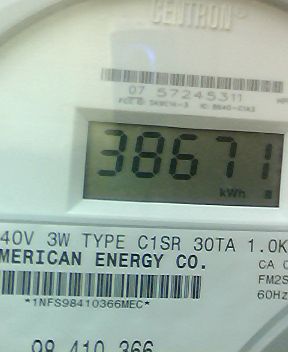 CENTRON®
07 57245311
38671
kWh
40V 3W TYPE C1SR 30TA 1.0K
MERICAN ENERGY CO.
CA 0
FM2S
*1NFS98410366MEC*
60Hz
98 410 366